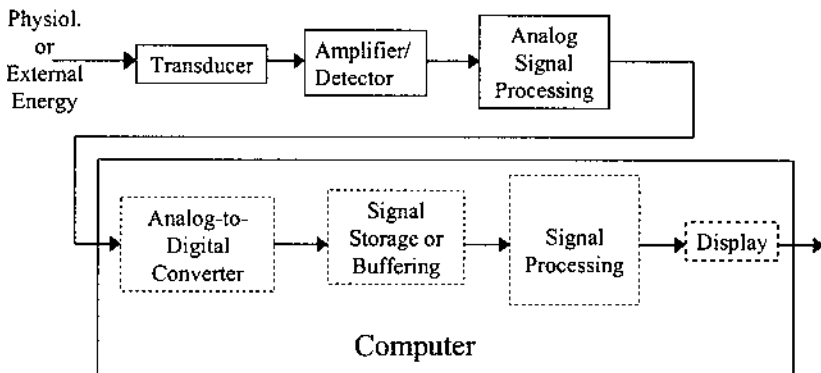 Physiol.
or
External
Energy
Transducer
Amplifier/
Detector
Analog
Signal
Processing
Analog-to-
Digital
Converter
Signal
Storage or
Buffering
Signal
Processing
Display
Computer